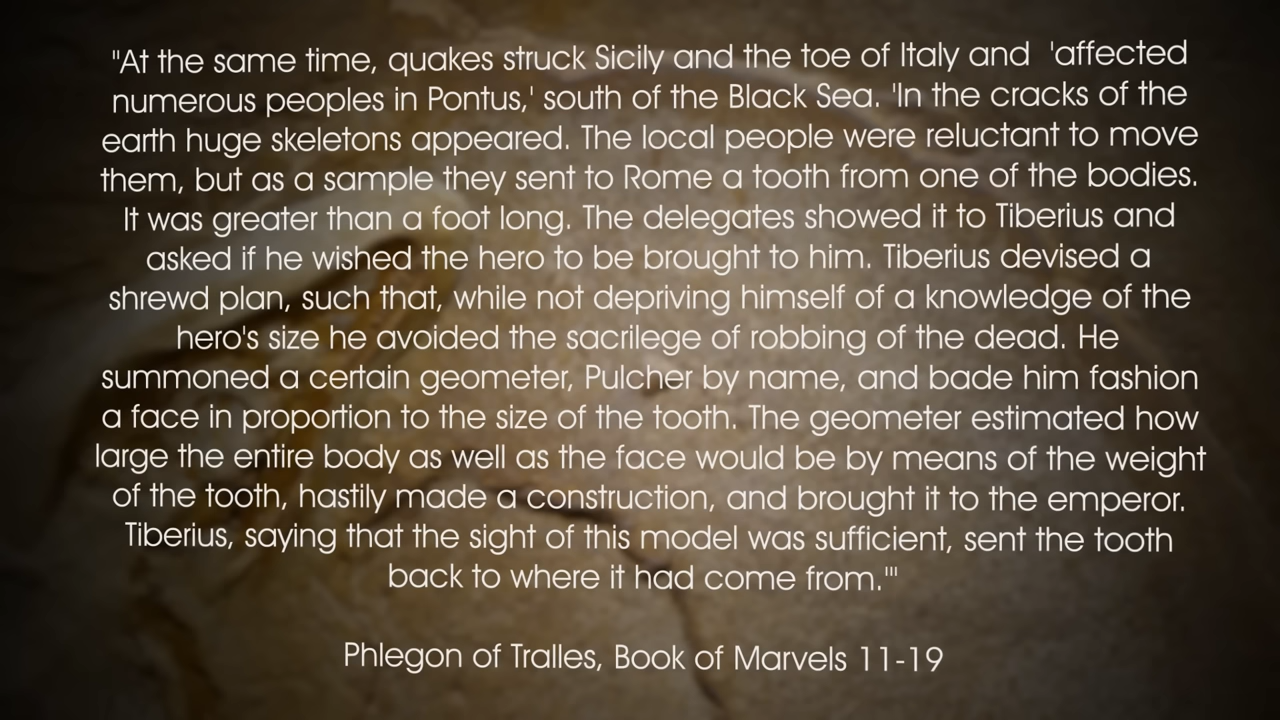 "At the same time, quakes struck Sicily and the toe of Italy and  'affected
numerous peoples in Pontus,' south of the Black Sea. 'In the cracks of the
earth huge skeletons appeared. The local people were reluctant to move
them, but as a sample they sent to Rome a tooth from one of the bodies.
It was greater than a foot long. The delegates showed it to Tiberius and
asked if he wished the hero to be brought to him. Tiberius devised a
shrewd plan, such that, while not depriving himself of a knowledge of the
hero's size he avoided the sacrilege of robbing of the dead. He
summoned a certain geometer, Pulcher by name, and bade him fashion
a face in proportion to the size of the tooth. The geometer estimated how
large the entire body as well as the face would be by means of the weight
of the tooth, hastily made a construction, and brought it to the emperor.
Tiberius, saying that the sight of this model was sufficient, sent the tooth
back to where it had come from.'"
Phlegon of Tralles, Book of Marvels 11-19